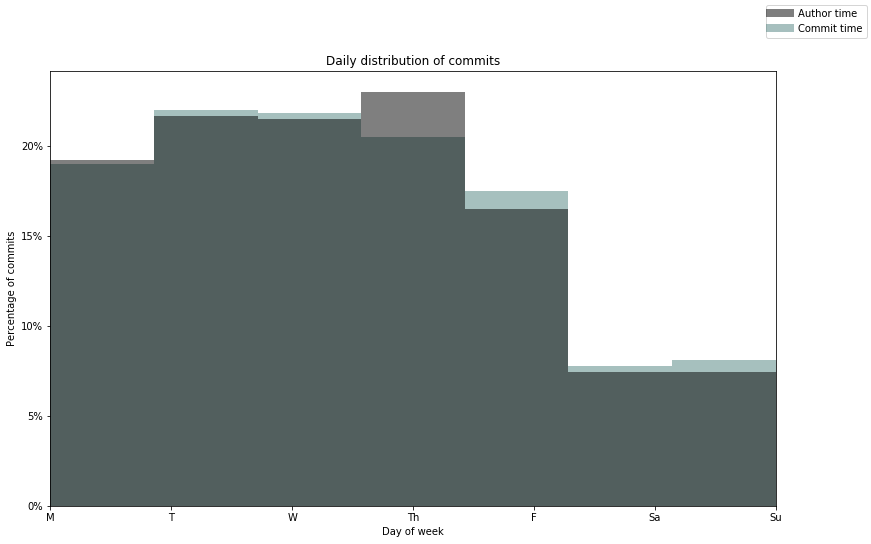 Author time
Commit time
Daily distribution of commits
20%
15%
10%
5%
0%
Percentage of commits
M T W Th F Sa Su
Day of week